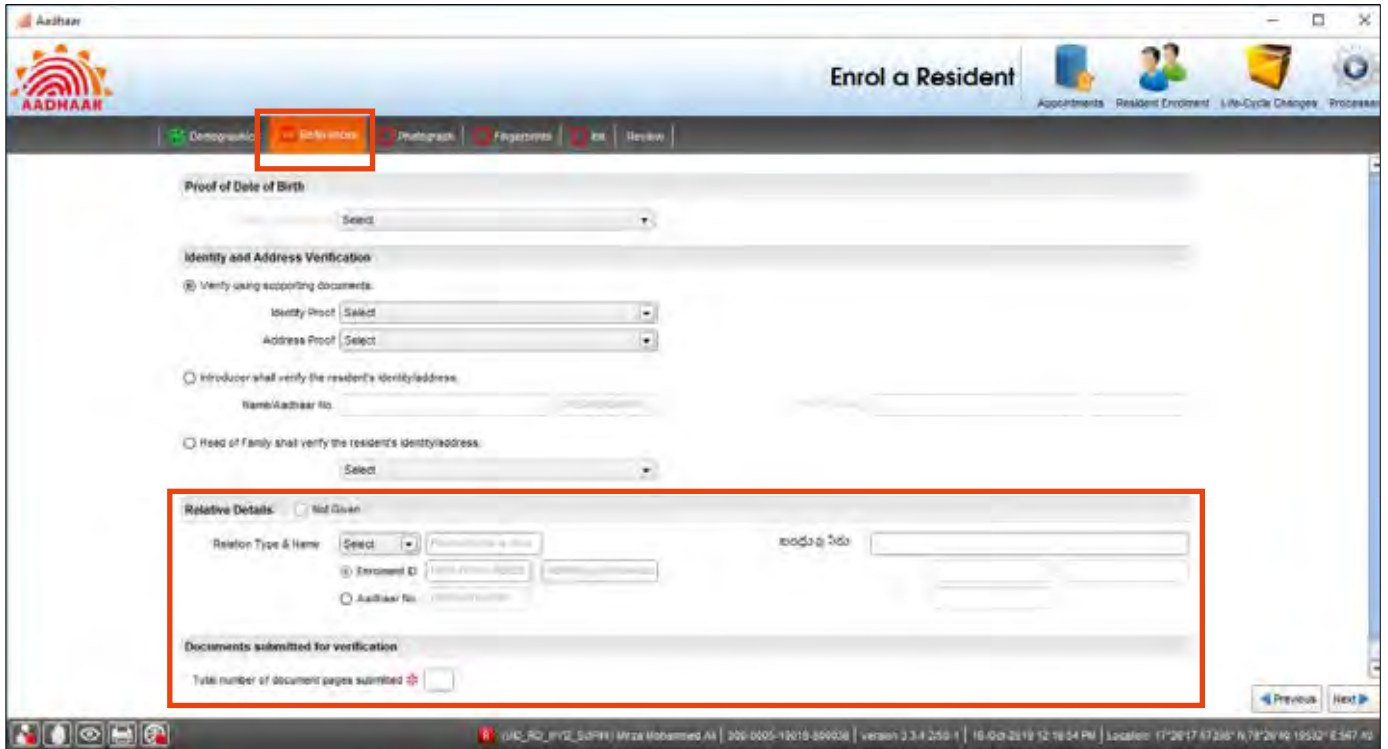 Aadhaar
AADHAAR
Enrol a Resident
Appointments Resident Enrolment Life-Cycle Changes
Demographic References Photograph Fingerprints Iris Review
Proof of Date of Birth
Select
Identity and Address Verification
Verify using supporting documents.
Identity Proof Select
Address Proof Select
Introducer shall verify the resident's identity/address.
Name/Aadhaar No.
Head of Family shall verify the resident's identity/address.
Select
Relative Details Not Given
Relation Type & Name Select బంధువు పేరు
Enrolment ID
Aadhaar No.
Documents submitted for verification
Total number of document pages submitted
Previous Next
Mirza Mohammed Ali